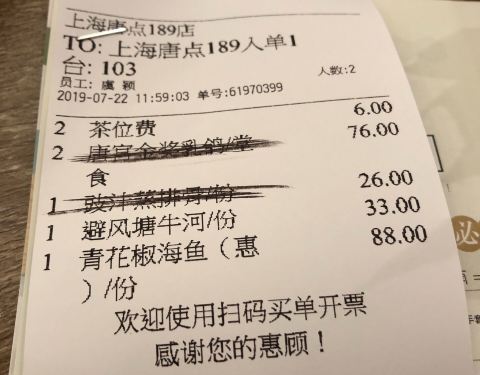 上海唐点189店
TO: 上海唐点189入单1
台: 103
人数:2
员工: 虞 颖
2019-07-22 11:59:03 单号:61970399
2 茶位费 6.00
2 唐宫金奖乳鸽/堂 76.00
食
1 豉汁蒸排骨/份 26.00
1 避风塘牛河/份 33.00
1 青花椒海鱼（惠 88.00
）/份
欢迎使用扫码买单开票
感谢您的惠顾！
必